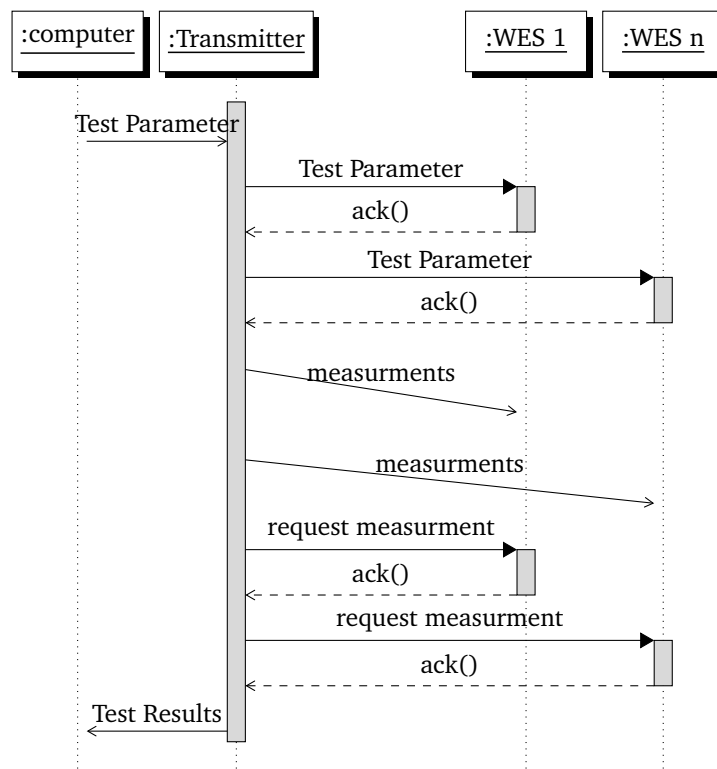 :computer
:Transmitter
:WES 1
:WES n
Test Parameter
Test Parameter
ack()
Test Parameter
ack()
measurments
measurments
request measurment
ack()
request measurment
ack()
Test Results